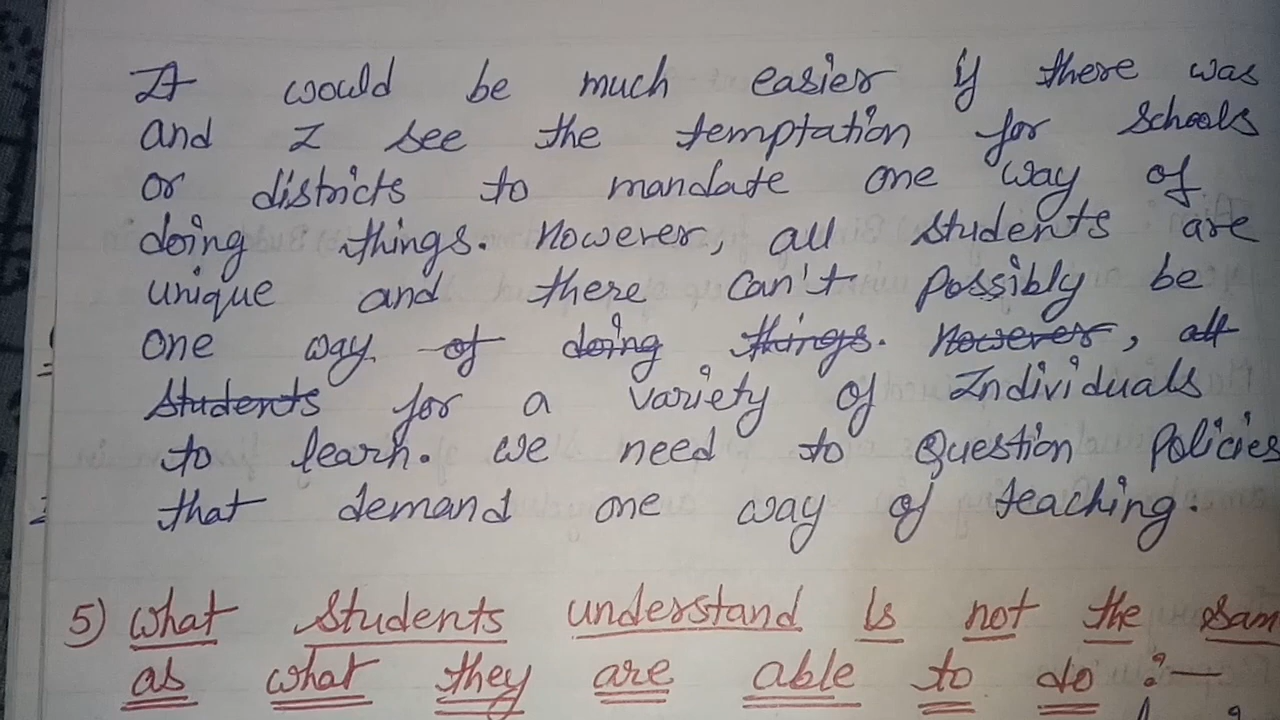 It would be much easier if there was
and I see the temptation for schools
or districts to mandate one way of
doing things. However, all students are
unique and there can't possibly be
one way. ~~of doing things. However, all~~
~~Students~~ for a variety of Individuals
to learn. We need to Question Policies
that demand one way of teaching.
5) What Students understand Is not the Sam
as what they are able to do :—